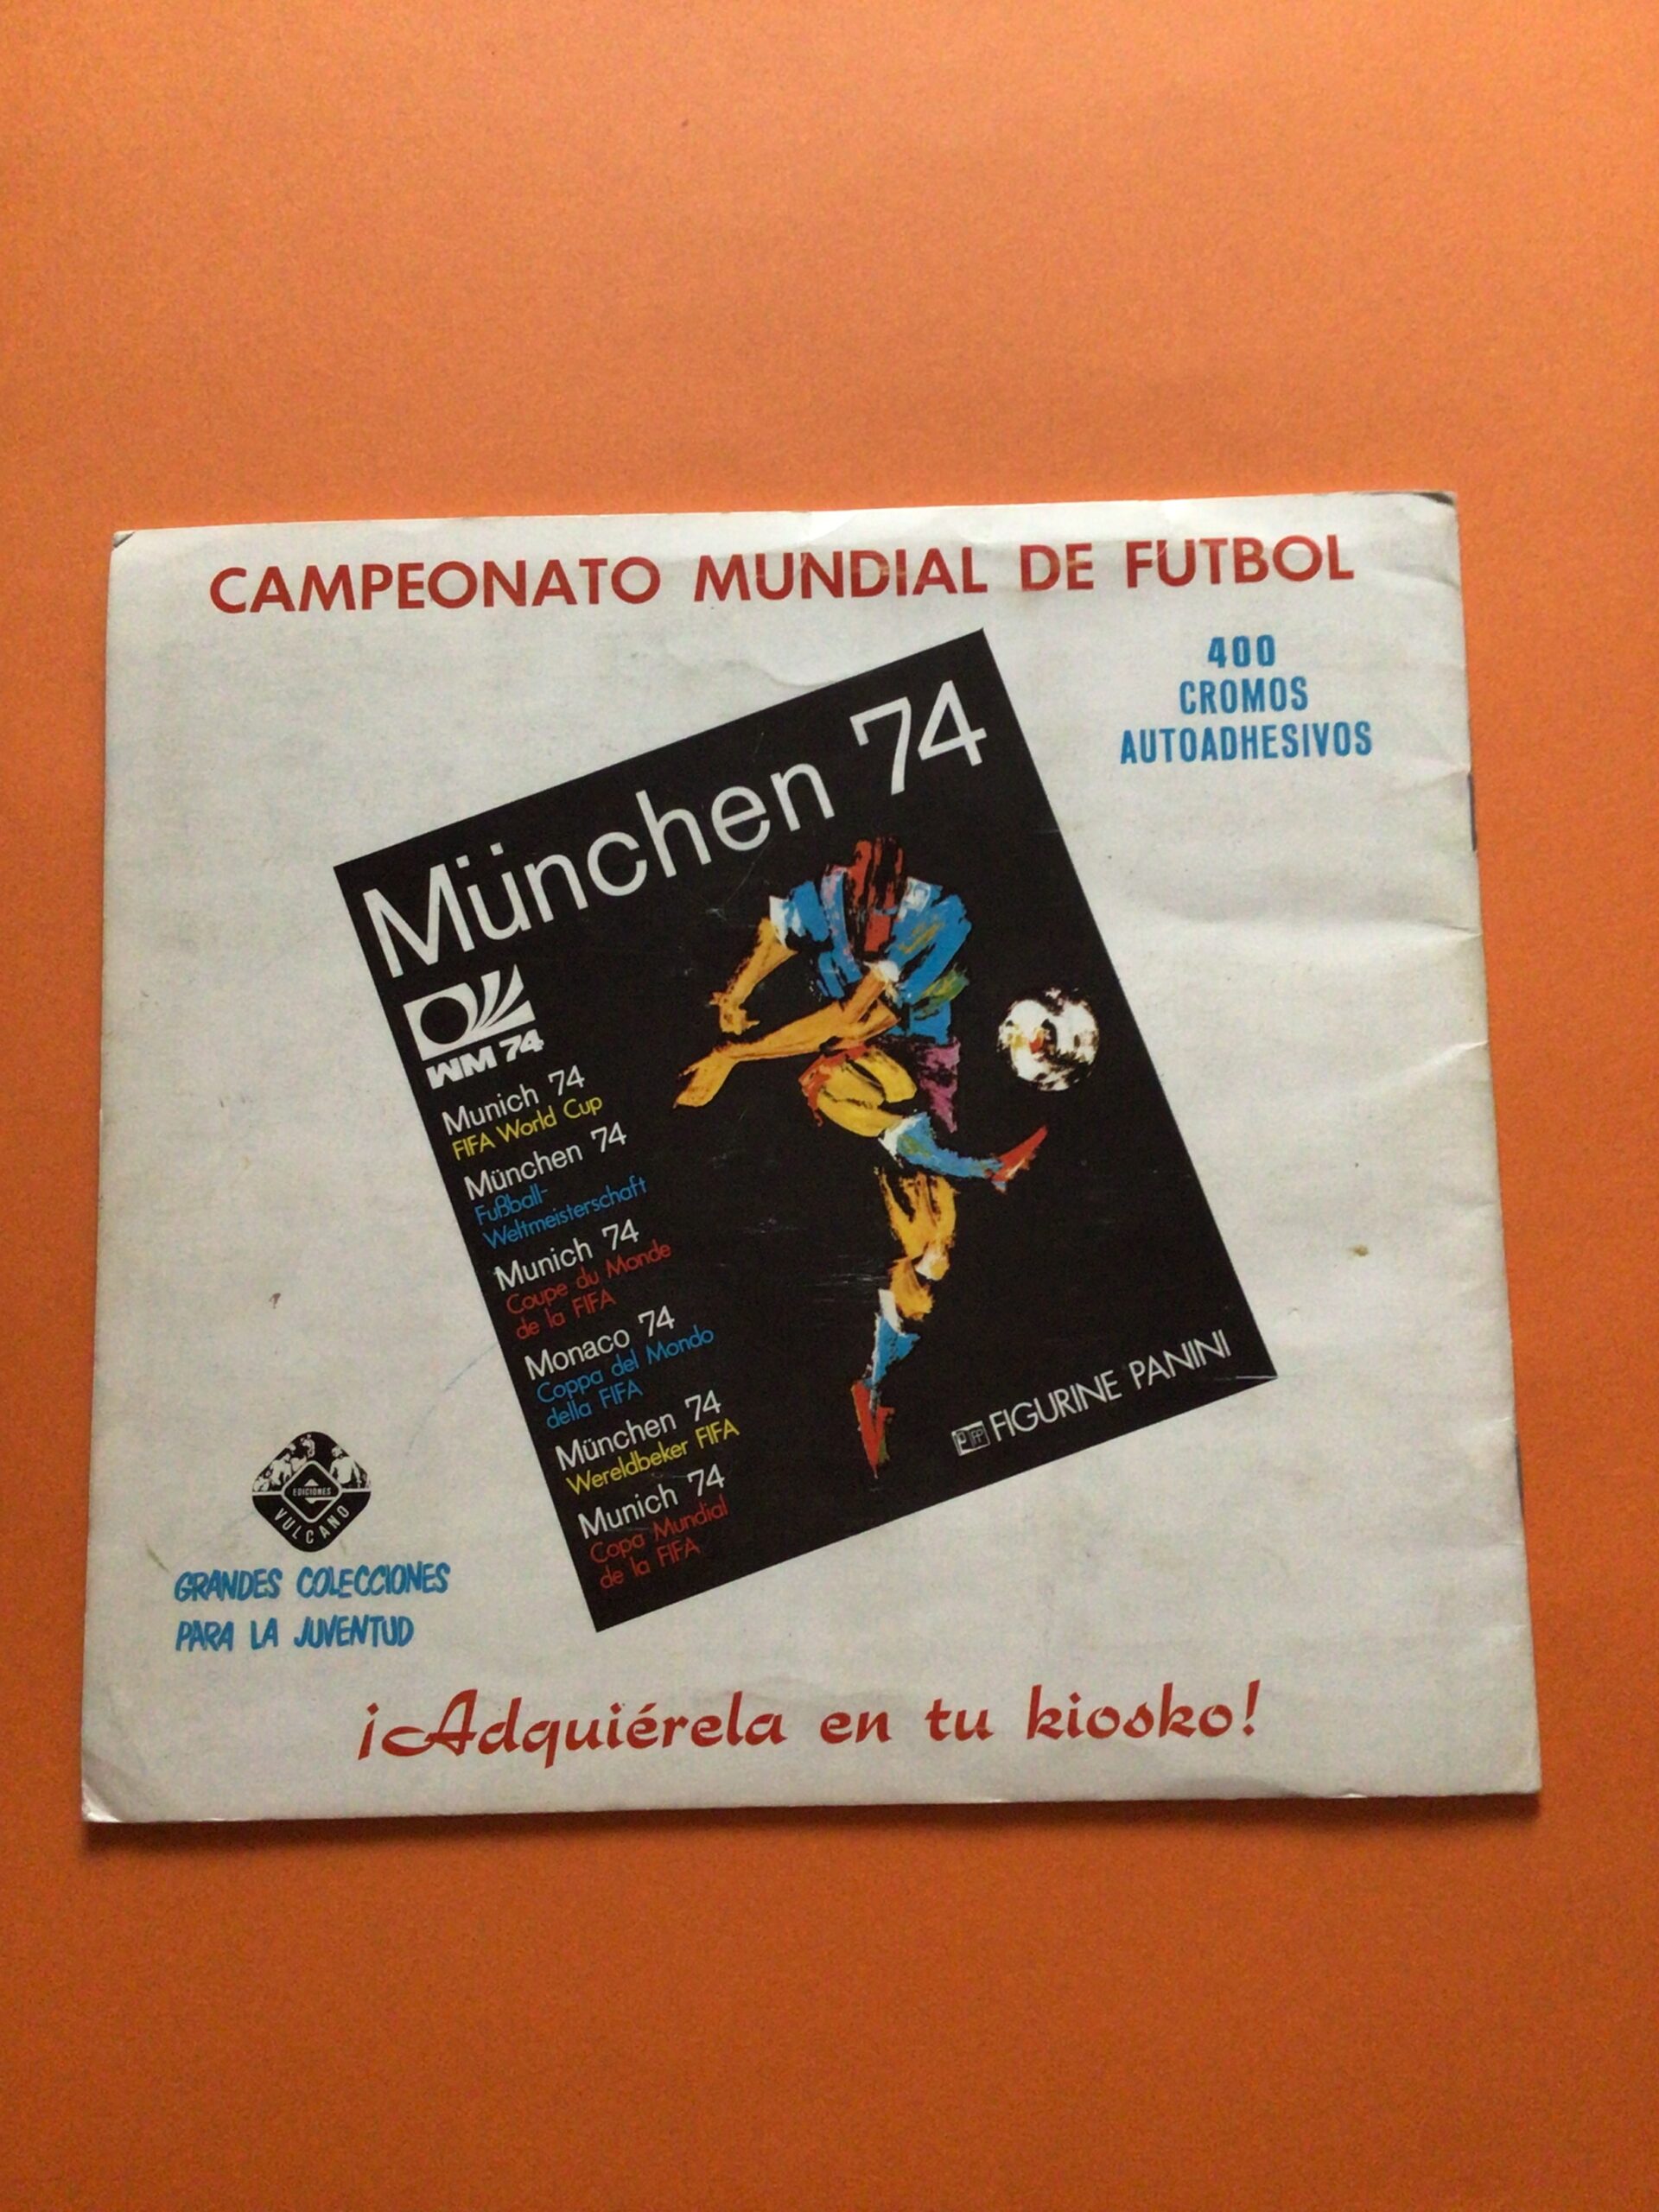 CAMPEONATO MUNDIAL DE FUTBOL
400
CROMOS
AUTOADHESIVOS
München 74
WM 74
Munich 74
FIFA World Cup
München 74
Fußball-
Weltmeisterschaft
Munich 74
Coupe du Monde
de la FIFA
Monaco 74
Coppa del Mondo
della FIFA
München 74
Wereldbeker FIFA
Munich 74
Copa Mundial
de la FIFA
FIGURINE PANINI
EDICIONES
VULCANO
GRANDES COLECCIONES
PARA LA JUVENTUD
¡Adquiérela en tu kiosko!